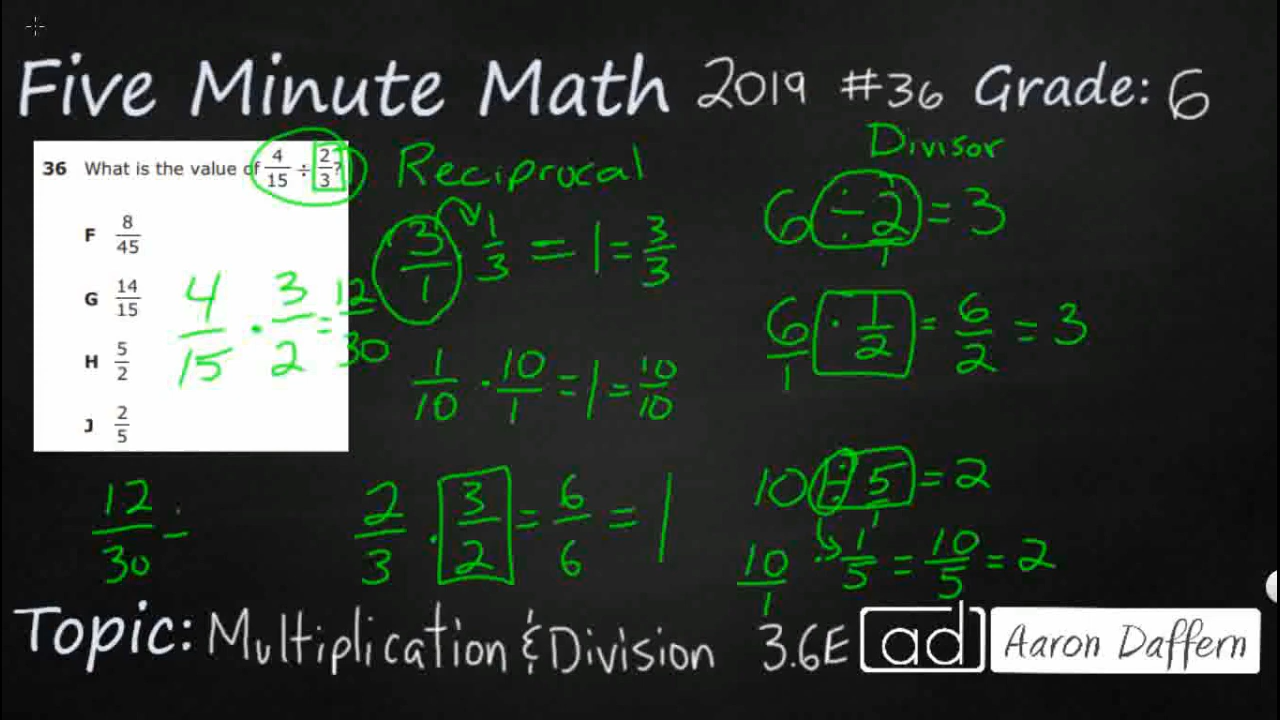 Five Minute Math 2019 #36 Grade: 6
36 What is the value of 4/15 ÷ 2/3?
F 8/45
G 14/15
H 5/2
J 2/5
4/15 · 3/2 = 12/30
12/30 ÷
Reciprocal
3/1 · 1/3 = 1 = 3/3
1/10 · 10/1 = 1 = 10/10
2/3 · 3/2 = 6/6 = 1
Divisor
6 ÷ 2/1 = 3
6/1 · 1/2 = 6/2 = 3
10 ÷ 5/1 = 2
10/1 · 1/5 = 10/5 = 2
Topic: Multiplication & Division 3.6E ad Aaron Daffern